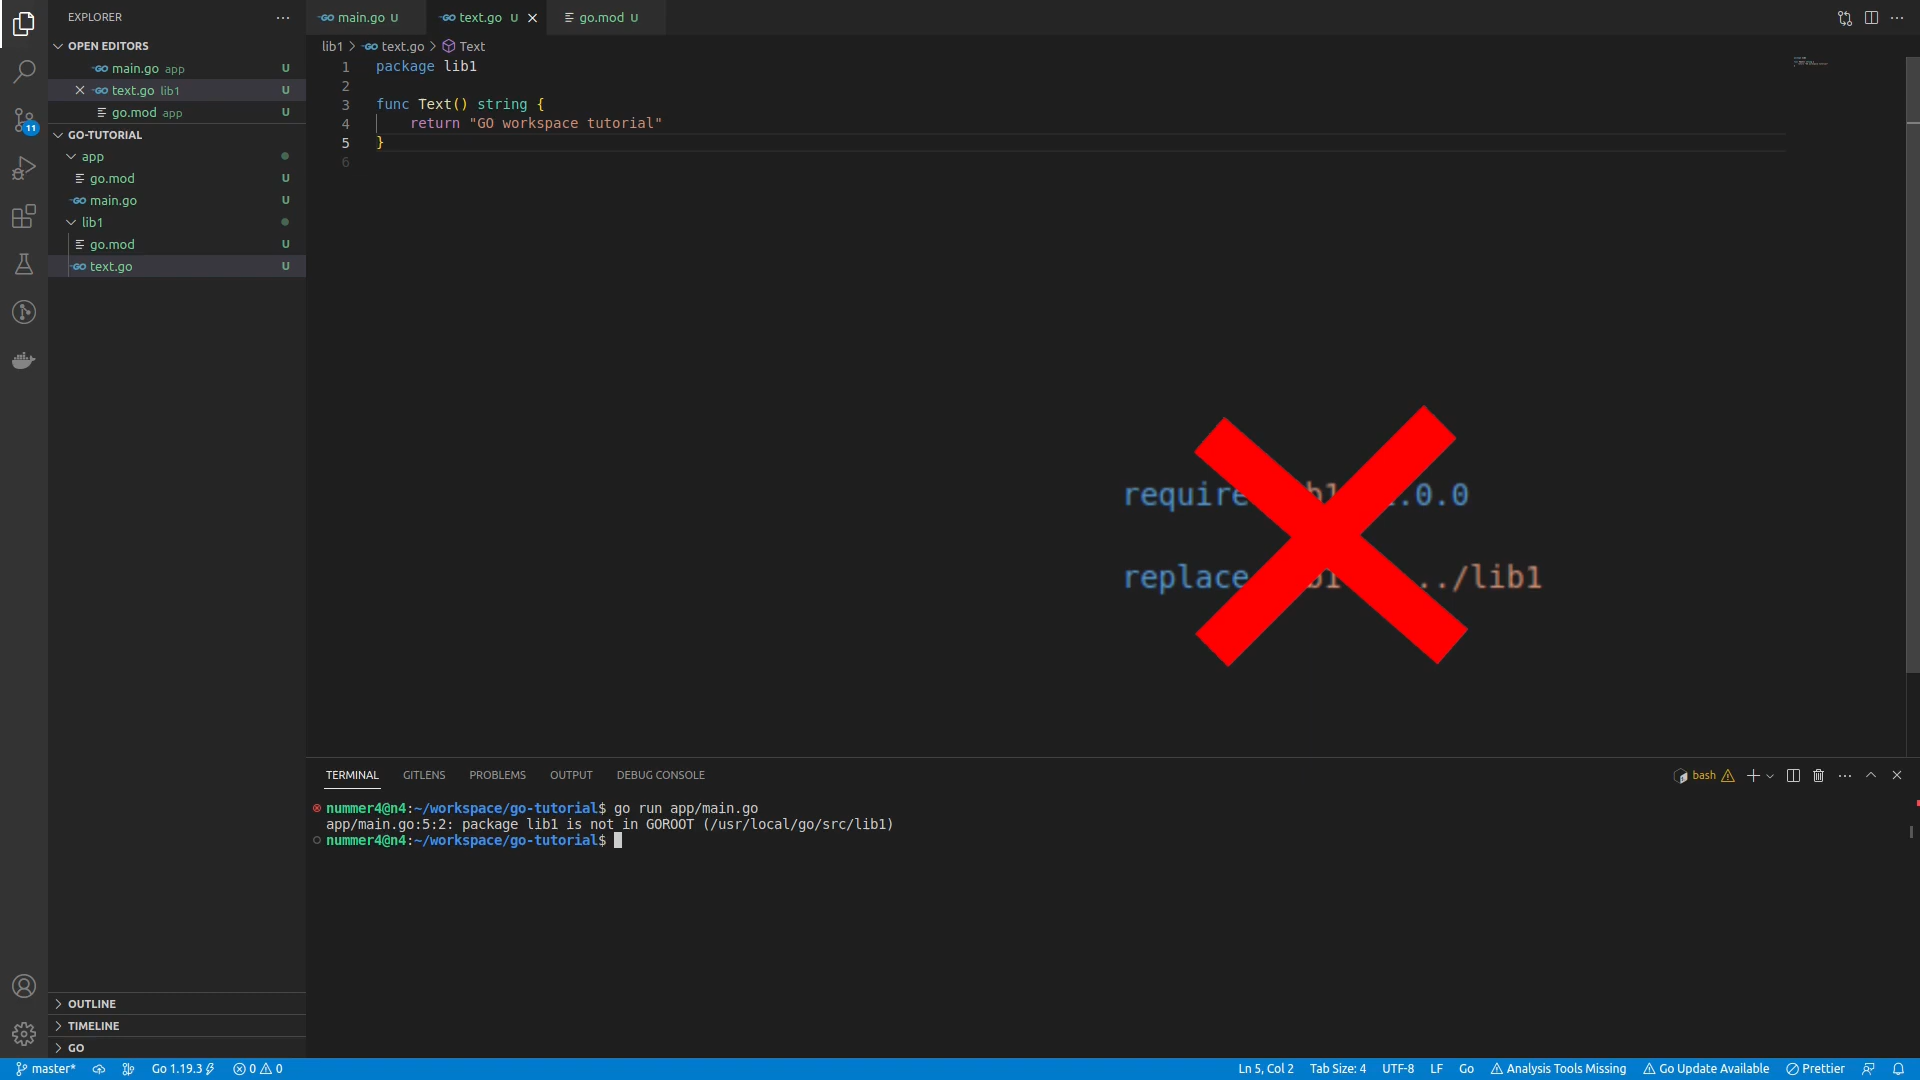 EXPLORER
OPEN EDITORS
main.go app U
text.go lib1 U
go.mod app U
GO-TUTORIAL
app
go.mod U
main.go U
lib1
go.mod U
text.go U
OUTLINE
TIMELINE
GO
11
main.go U
text.go U
go.mod U
lib1 > text.go > Text
1 package lib1
2
3 func Text() string {
4 return "GO workspace tutorial"
5 }
6
require .0.0
replace ../lib1
TERMINAL GITLENS PROBLEMS OUTPUT DEBUG CONSOLE
bash
nummer4@n4:~/workspace/go-tutorial$ go run app/main.go
app/main.go:5:2: package lib1 is not in GOROOT (/usr/local/go/src/lib1)
nummer4@n4:~/workspace/go-tutorial$
master* Go 1.19.3 0 0 Ln 5, Col 2 Tab Size: 4 UTF-8 LF Go Analysis Tools Missing Go Update Available Prettier